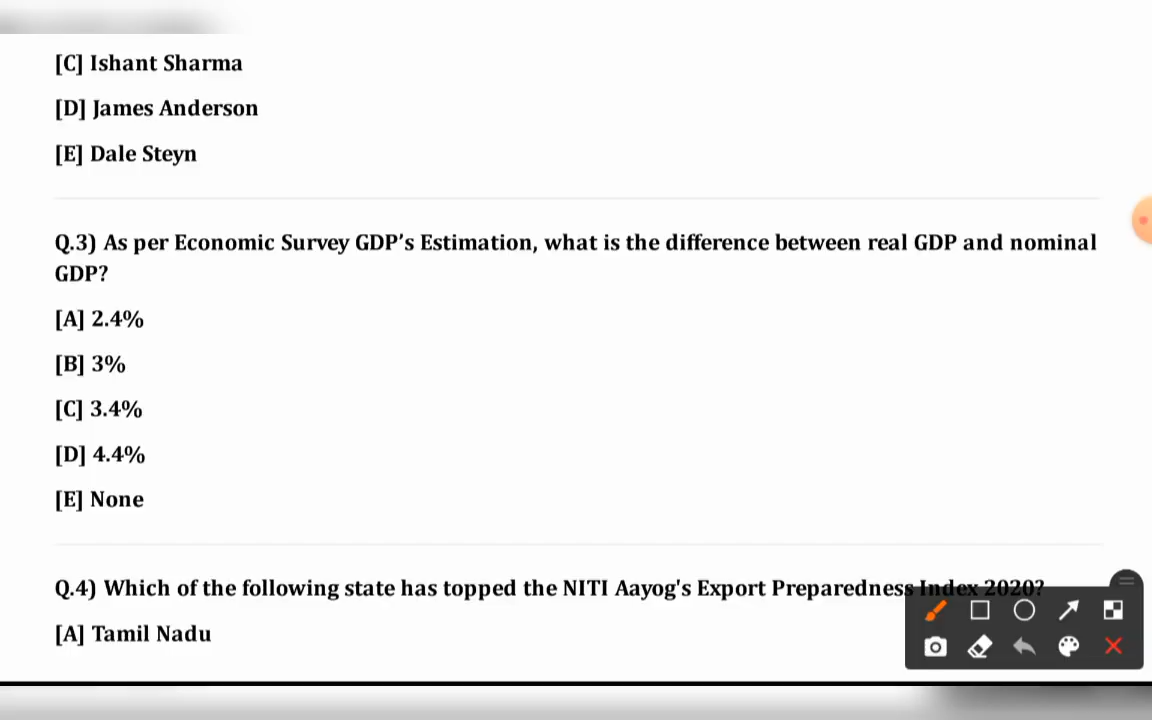 [C] Ishant Sharma
[D] James Anderson
[E] Dale Steyn
Q.3) As per Economic Survey GDP's Estimation, what is the difference between real GDP and nominal
GDP?
[A] 2.4%
[B] 3%
[C] 3.4%
[D] 4.4%
[E] None
Q.4) Which of the following state has topped the NITI Aayog's Export Preparedness Index 2020?
[A] Tamil Nadu